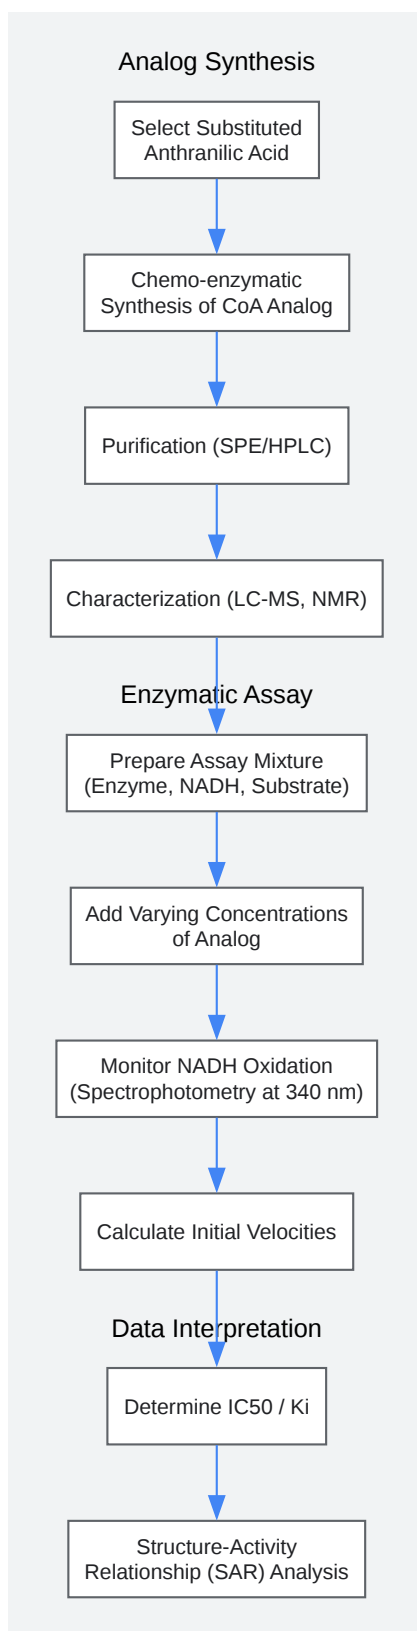 Analog Synthesis
Select Substituted
Anthranilic Acid
Chemo-enzymatic
Synthesis of CoA Analog
Purification (SPE/HPLC)
Characterization (LC-MS, NMR)
Enzymatic Assay
Prepare Assay Mixture
(Enzyme, NADH, Substrate)
Add Varying Concentrations
of Analog
Monitor NADH Oxidation
(Spectrophotometry at 340 nm)
Calculate Initial Velocities
Data Interpretation
Determine IC50 / Ki
Structure-Activity
Relationship (SAR) Analysis